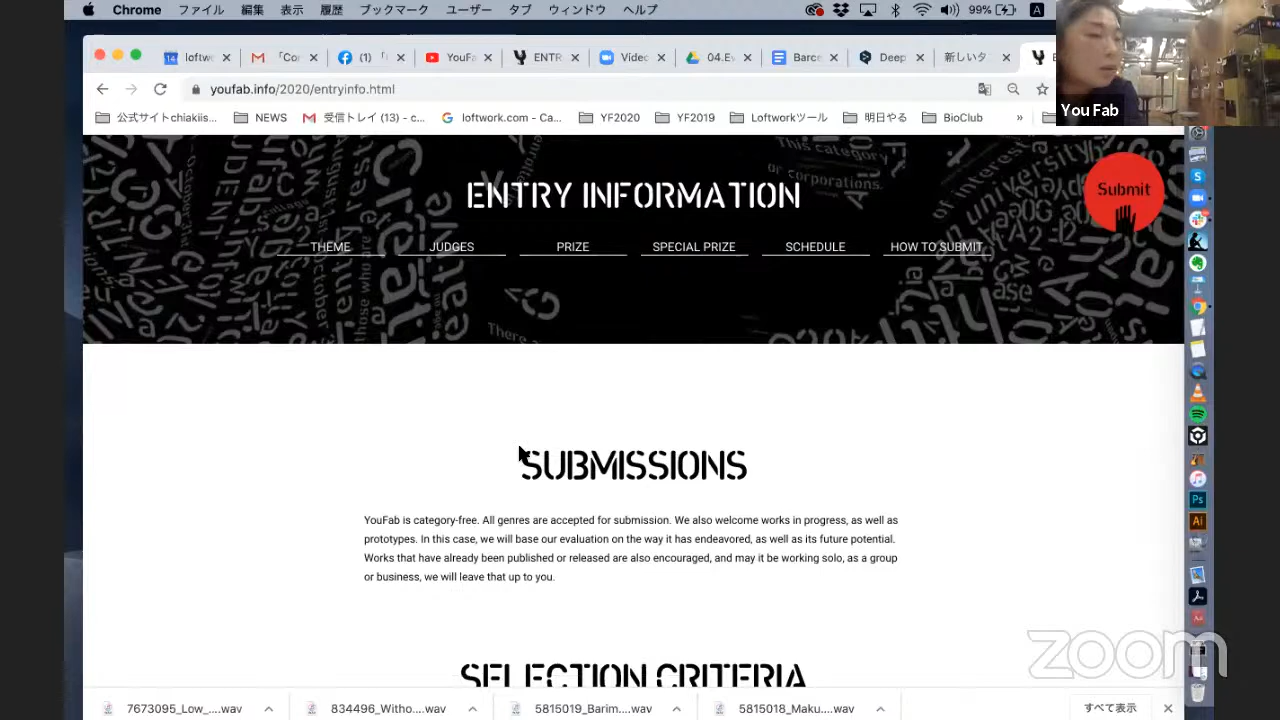 Chrome ファイル 編集 表示 履歴 ブックマーク ユーザー タブ ウィンドウ ヘルプ 99% A
loftwo (1) YouFa ENTR Video 04.Ev Barce Deep 新しいタ
youfab.info/2020/entryinfo.html
You Fab
公式サイトchiakiis... NEWS 受信トレイ (13) - c... loftwork.com - Ca... YF2020 YF2019 Loftworkツール 明日やる BioClub »
This category
or corporations.
ENTRY INFORMATION
Submit
THEME JUDGES PRIZE SPECIAL PRIZE SCHEDULE HOW TO SUBMIT
SUBMISSIONS
YouFab is category-free. All genres are accepted for submission. We also welcome works in progress, as well as
prototypes. In this case, we will base our evaluation on the way it has endeavored, as well as its future potential.
Works that have already been published or released are also encouraged, and may it be working solo, as a group
or business, we will leave that up to you.
SELECTION CRITERIA
zoom
7673095_Low_....wav 834496_Witho....wav 5815019_Barim....wav 5815018_Maku....wav すべて表示